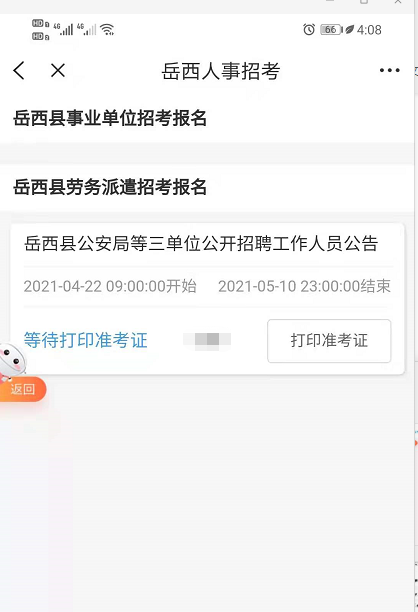 HD 4G 4G 66 4:08
岳西人事招考
岳西县事业单位招考报名
岳西县劳务派遣招考报名
岳西县公安局等三单位公开招聘工作人员公告
2021-04-22 09:00:00开始 2021-05-10 23:00:00结束
等待打印准考证 打印准考证
返回